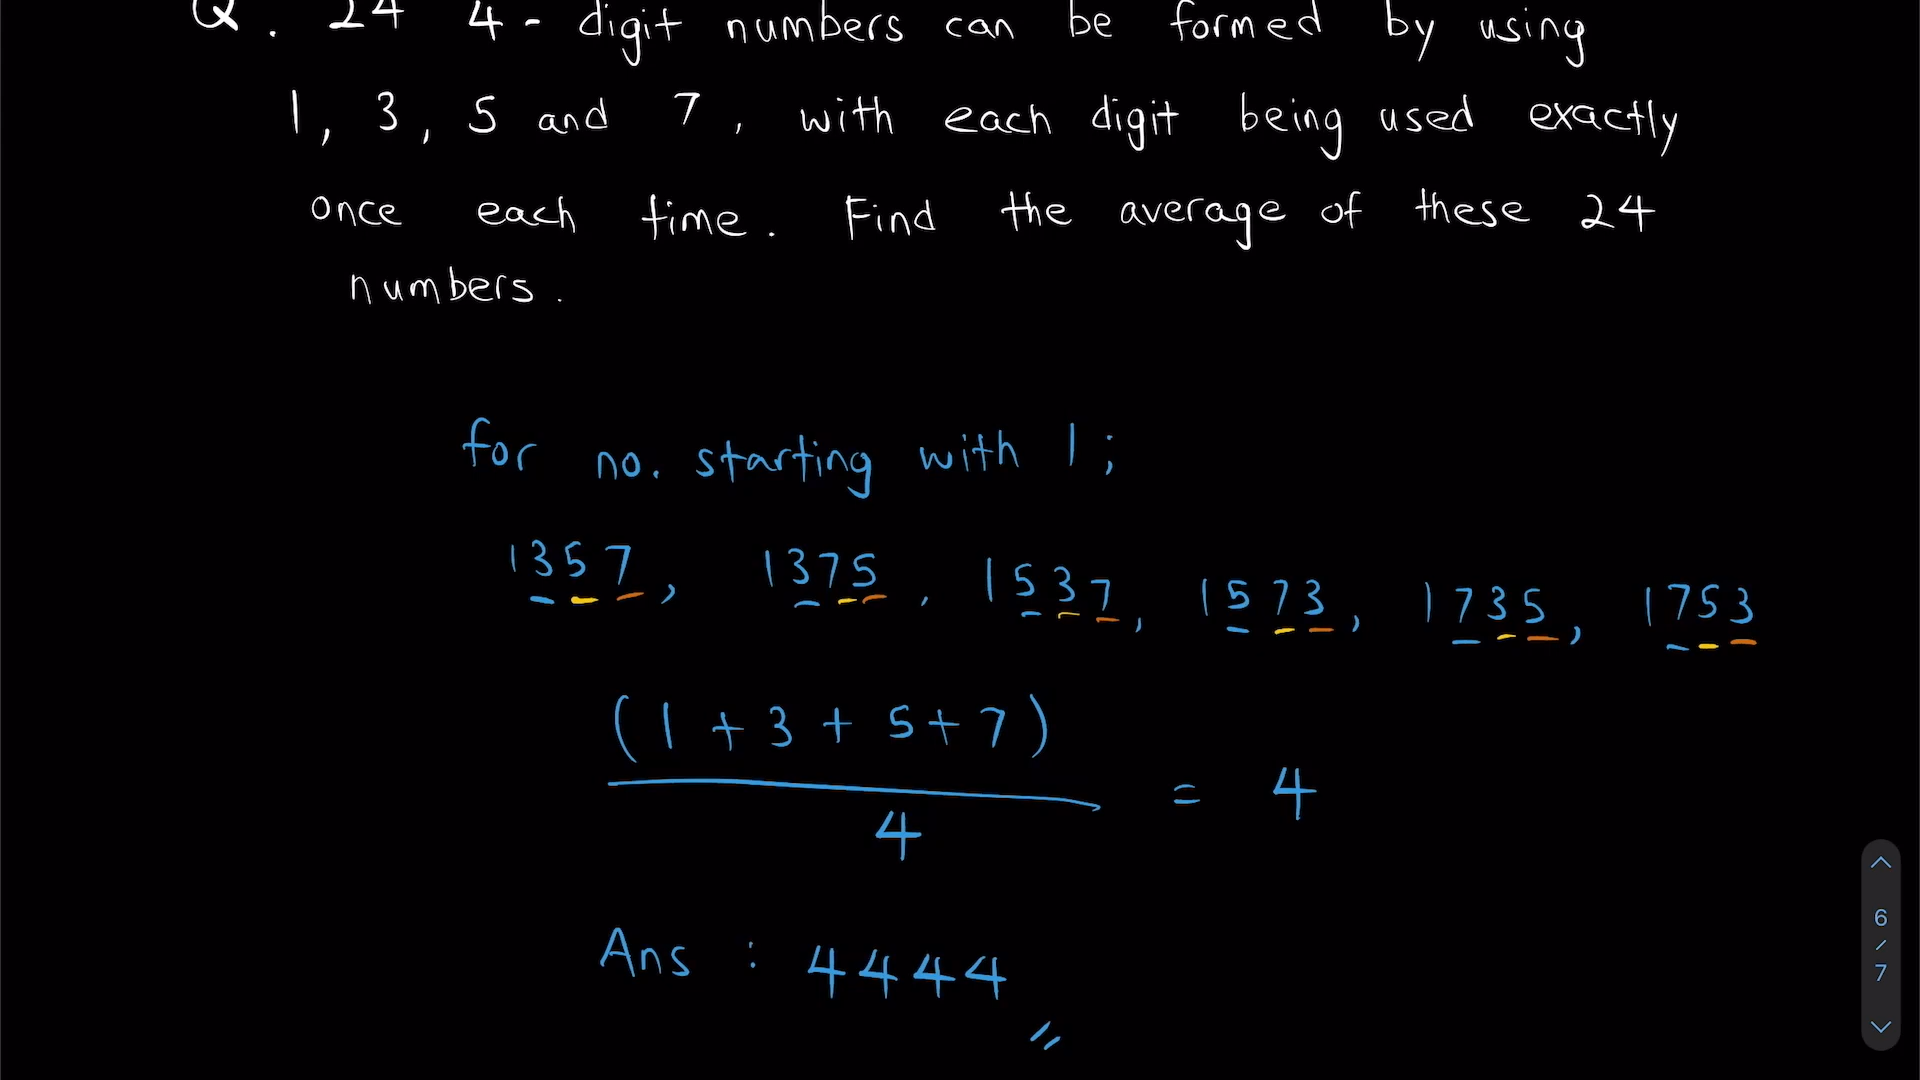 Q. 24 4-digit numbers can be formed by using
1, 3, 5 and 7, with each digit being used exactly
once each time. Find the average of these 24
numbers.
for no. starting with 1;
1357, 1375, 1537, 1573, 1735, 1753
(1 + 3 + 5 + 7)
4
= 4
Ans : 4444
6
/
7